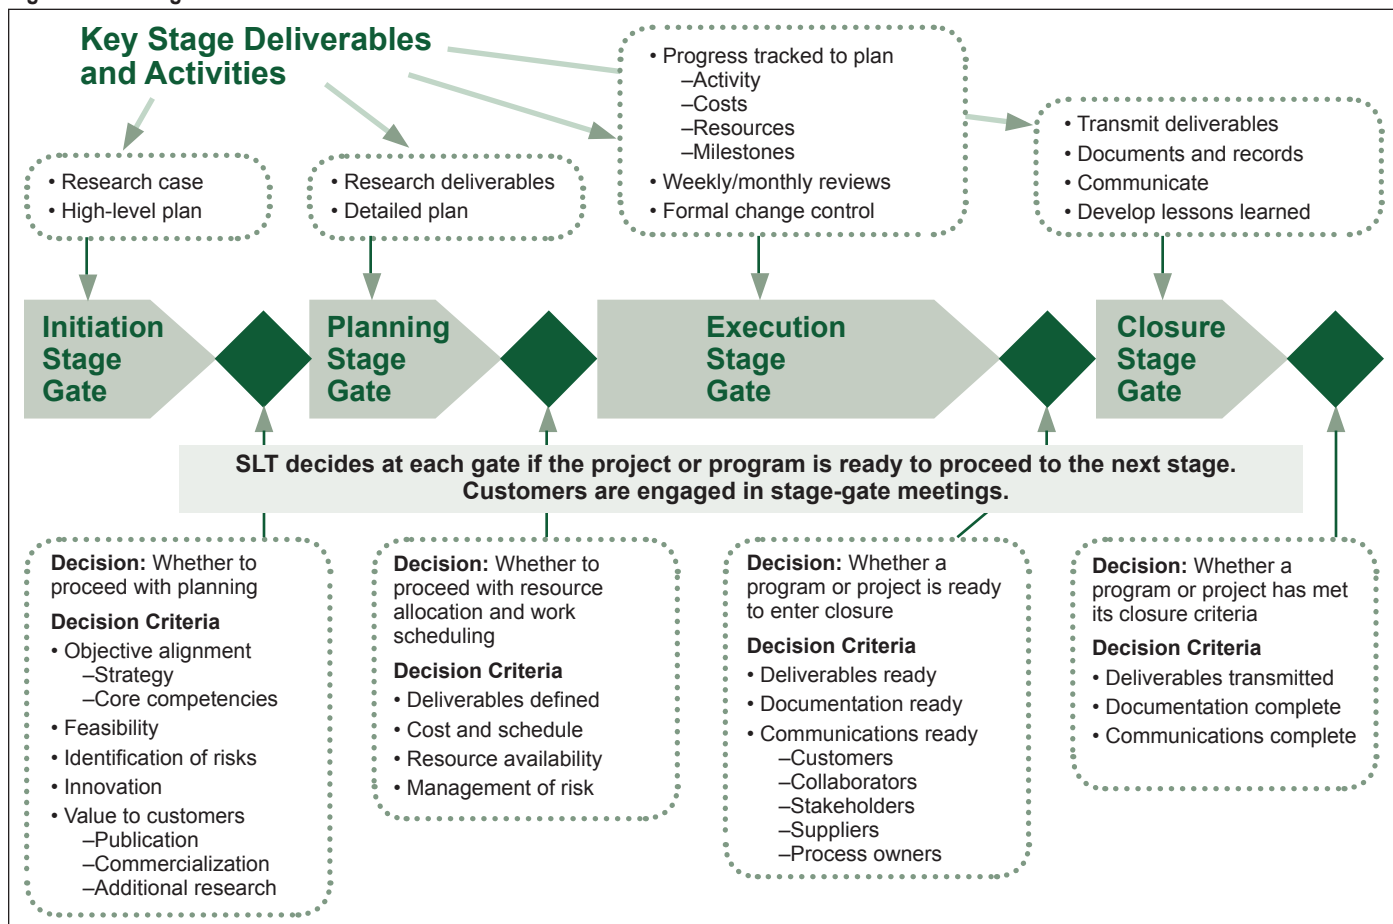 Key Stage Deliverables
and Activities
• Progress tracked to plan
–Activity
–Costs
–Resources
–Milestones
• Weekly/monthly reviews
• Formal change control
• Transmit deliverables
• Documents and records
• Communicate
• Develop lessons learned
• Research case
• High-level plan
• Research deliverables
• Detailed plan
Initiation
Stage
Gate
Planning
Stage
Gate
Execution
Stage
Gate
Closure
Stage
Gate
SLT decides at each gate if the project or program is ready to proceed to the next stage.
Customers are engaged in stage-gate meetings.
Decision: Whether to
proceed with planning
Decision Criteria
• Objective alignment
–Strategy
–Core competencies
• Feasibility
• Identification of risks
• Innovation
• Value to customers
–Publication
–Commercialization
–Additional research
Decision: Whether to
proceed with resource
allocation and work
scheduling
Decision Criteria
• Deliverables defined
• Cost and schedule
• Resource availability
• Management of risk
Decision: Whether a
program or project is ready
to enter closure
Decision Criteria
• Deliverables ready
• Documentation ready
• Communications ready
–Customers
–Collaborators
–Stakeholders
–Suppliers
–Process owners
Decision: Whether a
program or project has met
its closure criteria
Decision Criteria
• Deliverables transmitted
• Documentation complete
• Communications complete